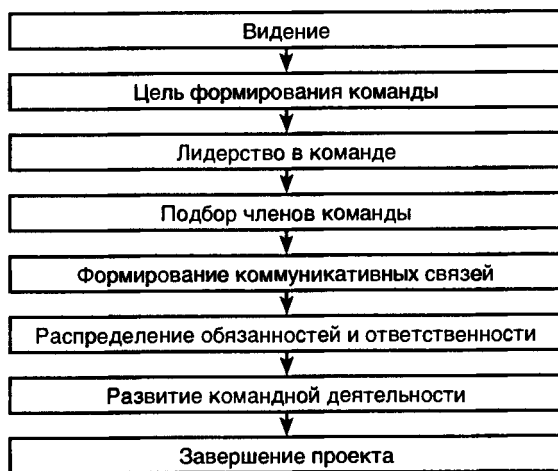 Видение
Цель формирования команды
Лидерство в команде
Подбор членов команды
Формирование коммуникативных связей
Распределение обязанностей и ответственности
Развитие командной деятельности
Завершение проекта